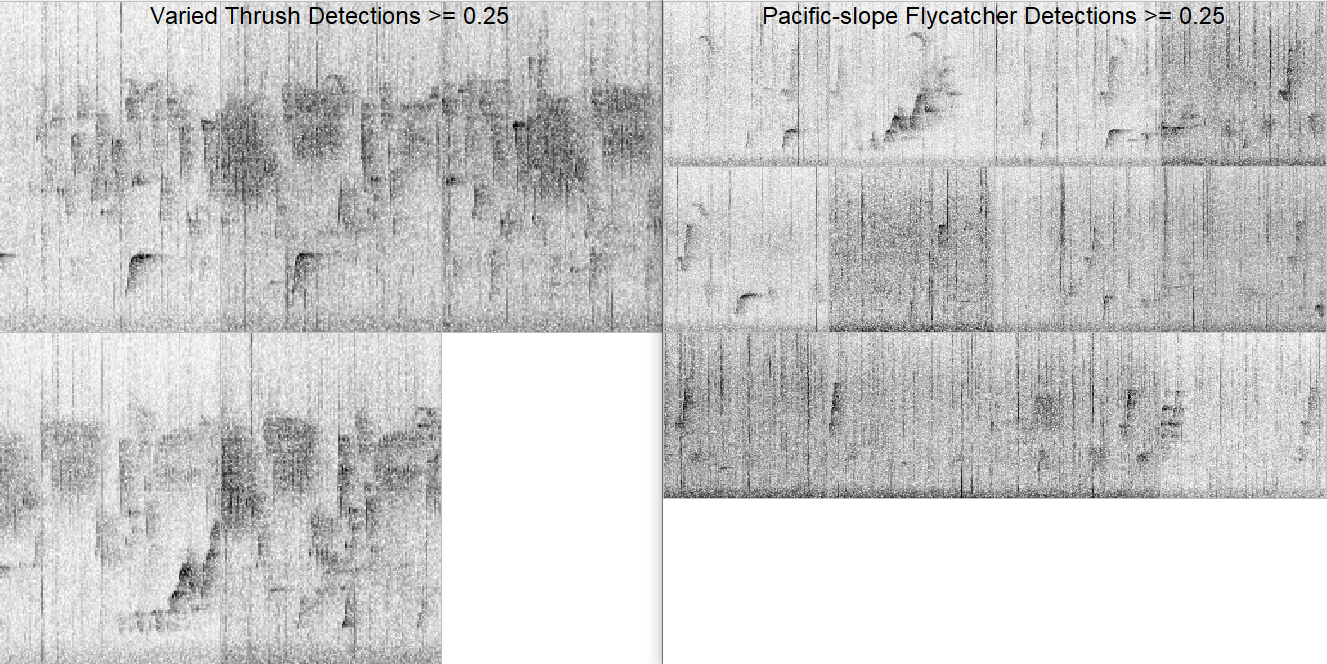 Varied Thrush Detections >= 0.25
Pacific-slope Flycatcher Detections >= 0.25